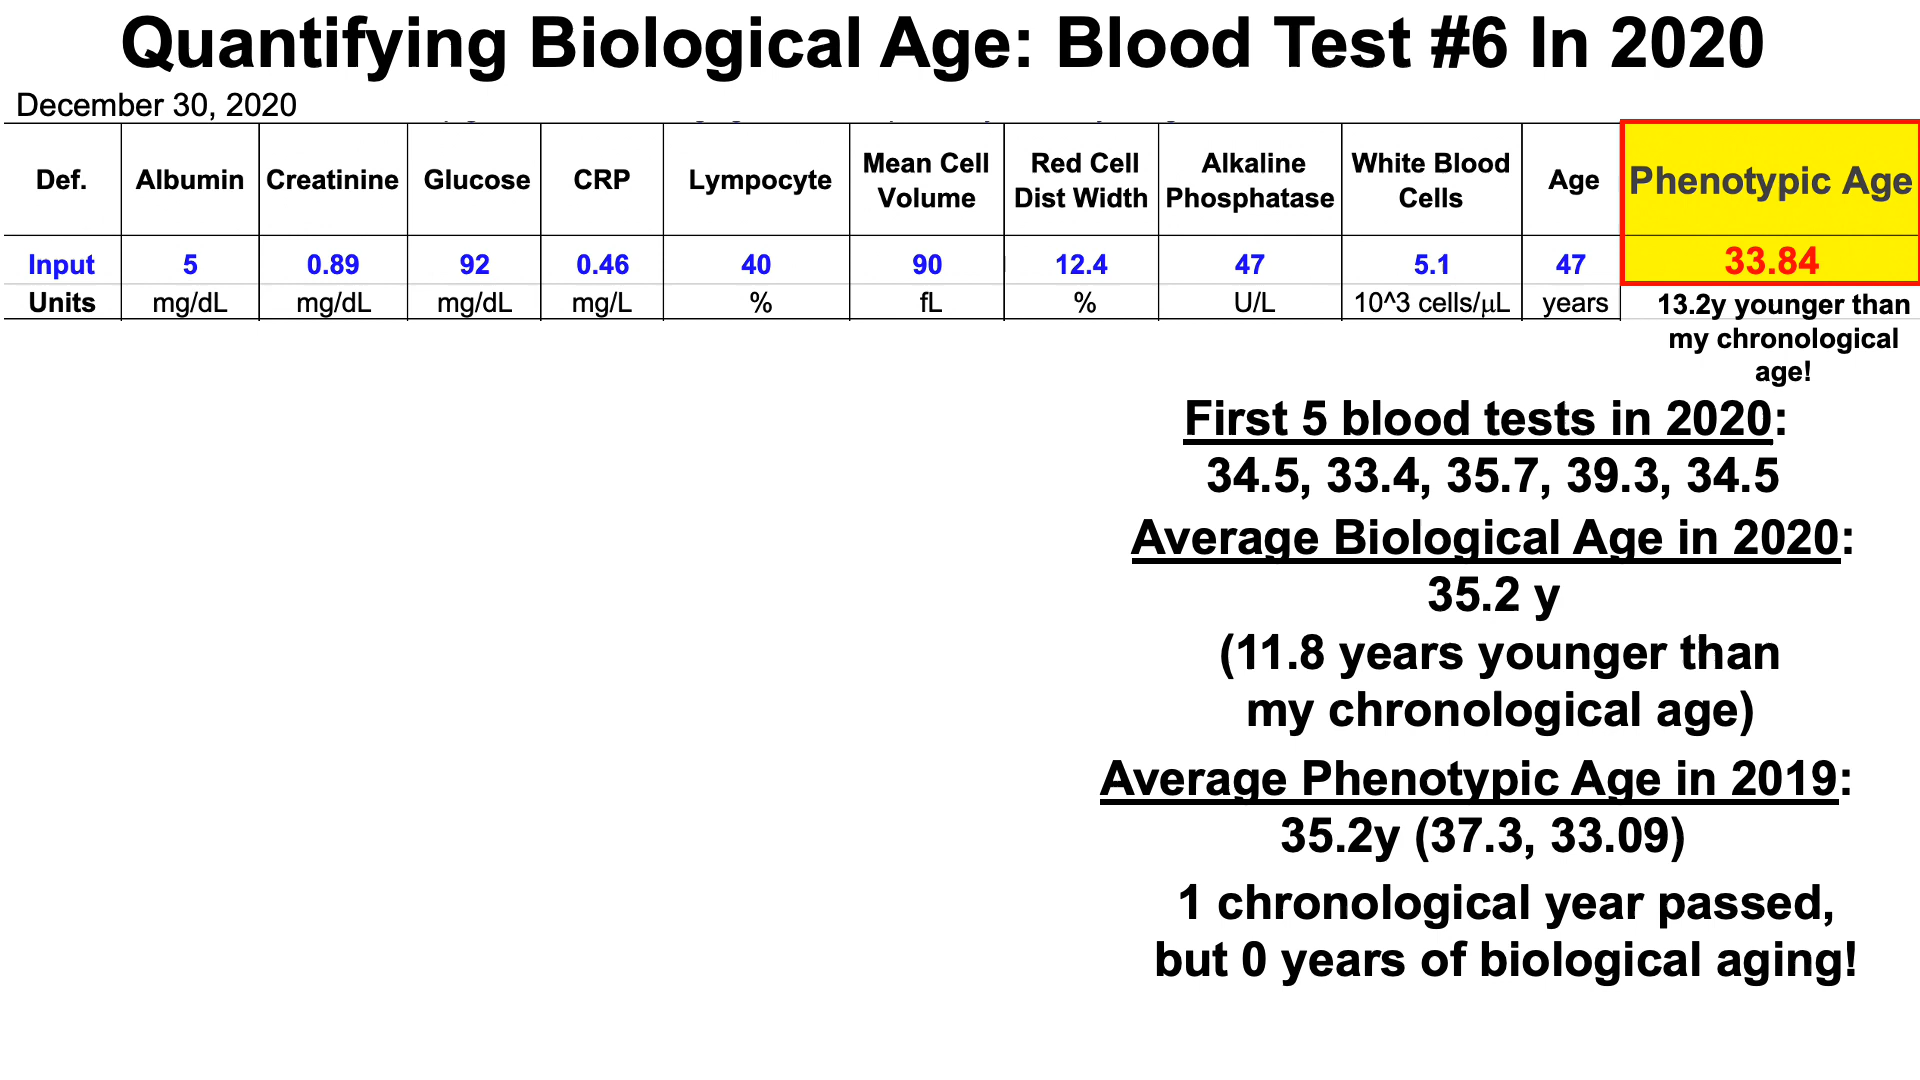 Quantifying Biological Age: Blood Test #6 In 2020
December 30, 2020
Def. Albumin Creatinine Glucose CRP Lympocyte Mean Cell Volume Red Cell Dist Width Alkaline Phosphatase White Blood Cells Age Phenotypic Age
Input 5 0.89 92 0.46 40 90 12.4 47 5.1 47 33.84
Units mg/dL mg/dL mg/dL mg/L % fL % U/L 10^3 cells/μL years
13.2y younger than
my chronological
age!
First 5 blood tests in 2020:
34.5, 33.4, 35.7, 39.3, 34.5
Average Biological Age in 2020:
35.2 y
(11.8 years younger than
my chronological age)
Average Phenotypic Age in 2019:
35.2y (37.3, 33.09)
1 chronological year passed,
but 0 years of biological aging!